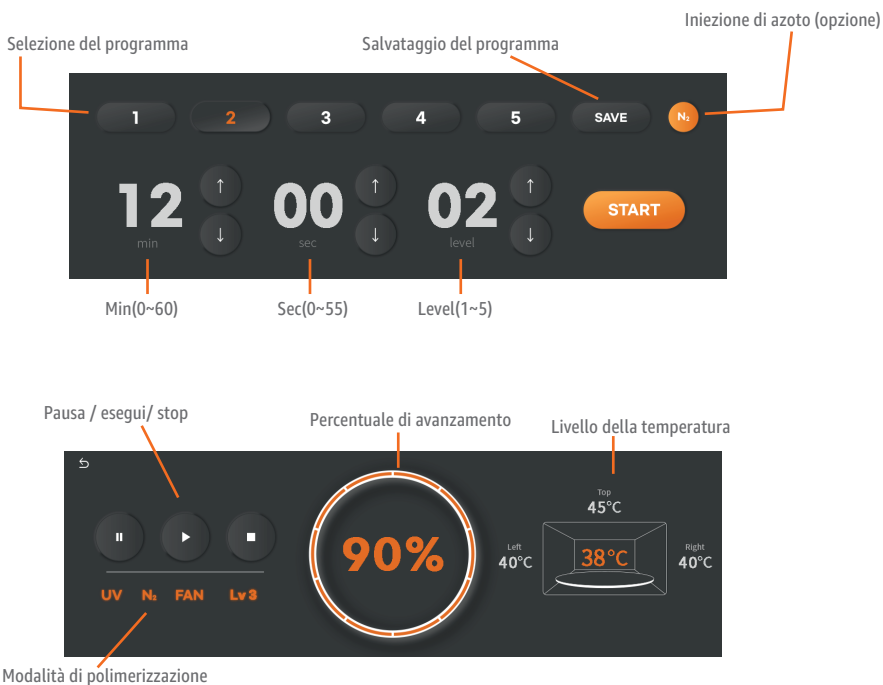 Iniezione di azoto (opzione)
Selezione del programma
Salvataggio del programma
1 2 3 4 5 SAVE N₂
12 00 02 START
min sec level
Min(0~60) Sec(0~55) Level(1~5)
Pausa / esegui/ stop
Percentuale di avanzamento
Livello della temperatura
Top
45°C
90%
Left
40°C
38°C
Right
40°C
UV N₂ FAN Lv 3
Modalità di polimerizzazione